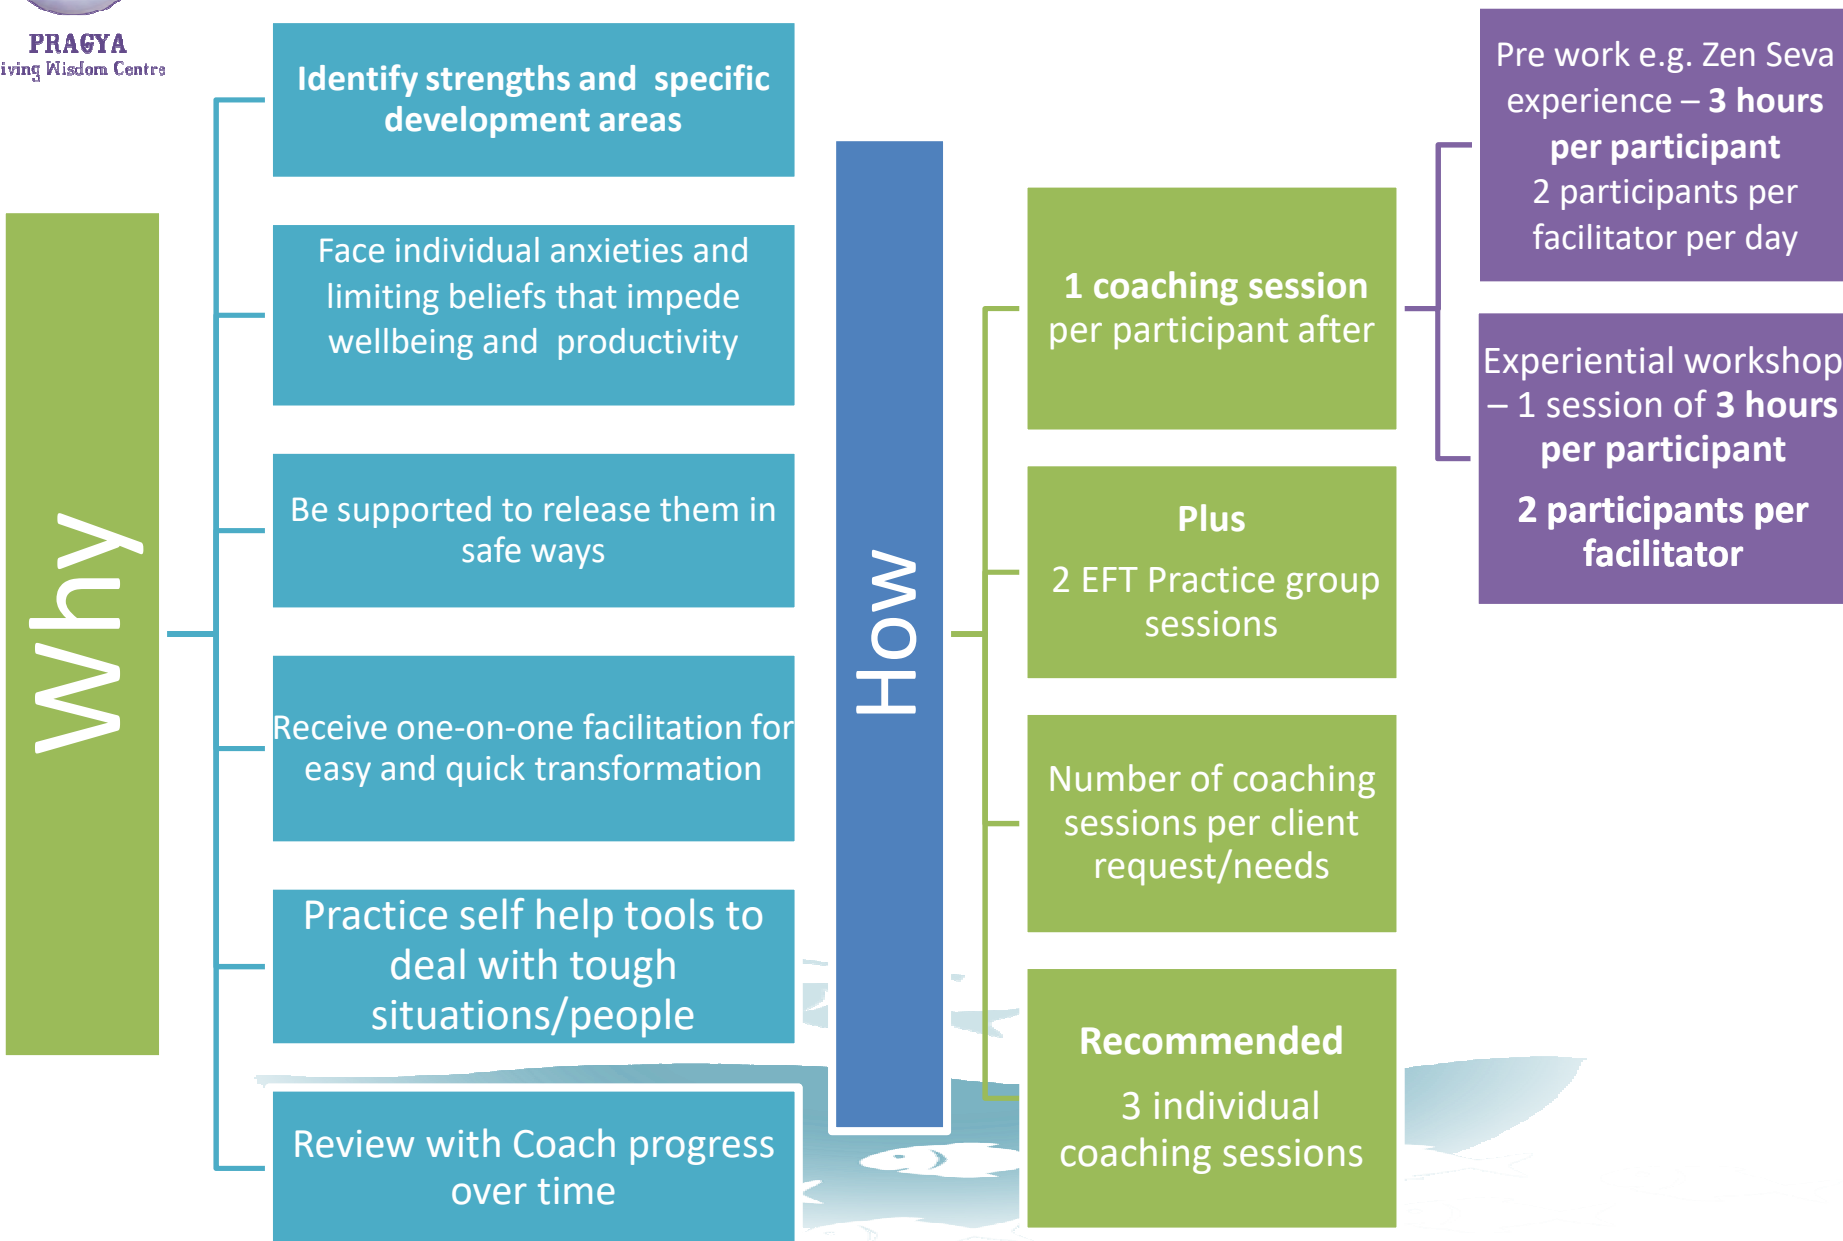 PRAGYA
iving Wisdom Centre
Why
Identify strengths and specific
development areas
Face individual anxieties and
limiting beliefs that impede
wellbeing and productivity
Be supported to release them in
safe ways
Receive one-on-one facilitation for
easy and quick transformation
Practice self help tools to
deal with tough
situations/people
Review with Coach progress
over time
How
1 coaching session
per participant after
Plus
2 EFT Practice group
sessions
Number of coaching
sessions per client
request/needs
Recommended
3 individual
coaching sessions
Pre work e.g. Zen Seva
experience – 3 hours
per participant
2 participants per
facilitator per day
Experiential workshop
– 1 session of 3 hours
per participant
2 participants per
facilitator